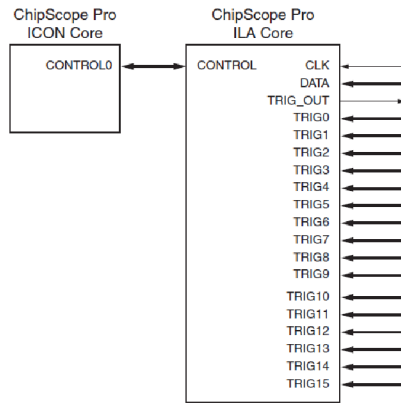 ChipScope Pro
ICON Core
ChipScope Pro
ILA Core
CONTROL0
CONTROL
CLK
DATA
TRIG_OUT
TRIG0
TRIG1
TRIG2
TRIG3
TRIG4
TRIG5
TRIG6
TRIG7
TRIG8
TRIG9
TRIG10
TRIG11
TRIG12
TRIG13
TRIG14
TRIG15